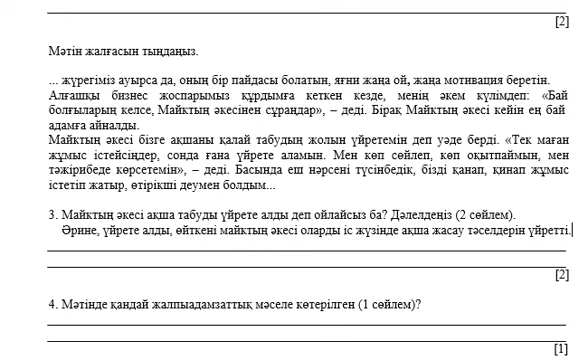 [2]
Мәтін жалғасын тыңдаңыз.
... жүрегіміз ауырса да, оның бір пайдасы болатын, яғни жаңа ой, жаңа мотивация беретін.
Алғашқы бизнес жоспарымыз құрдымға кеткен кезде, менің әкем күлімдеп: «Бай
болғыларың келсе, Майктың әкесінен сұраңдар», – деді. Бірақ Майктың әкесі кейін ең бай
адамға айналды.
Майктың әкесі бізге ақшаны қалай табудың жолын үйретемін деп уәде берді. «Тек маған
жұмыс істейсіңдер, сонда ғана үйрете аламын. Мен көп сөйлеп, көп оқытпаймын, мен
тәжірибеде көрсетемін», – деді. Басында еш нәрсені түсінбедік, бізді қанап, қинап жұмыс
істетіп жатыр, өтірікші деумен болдым...
3. Майктың әкесі ақша табуды үйрете алды деп ойлайсыз ба? Дәлелдеңіз (2 сөйлем).
Әрине, үйрете алды, өйткені майктың әкесі оларды іс жүзінде ақша жасау тәселдерін үйретті.
[2]
4. Мәтінде қандай жалпыадамзаттық мәселе көтерілген (1 сөйлем)?
[1]